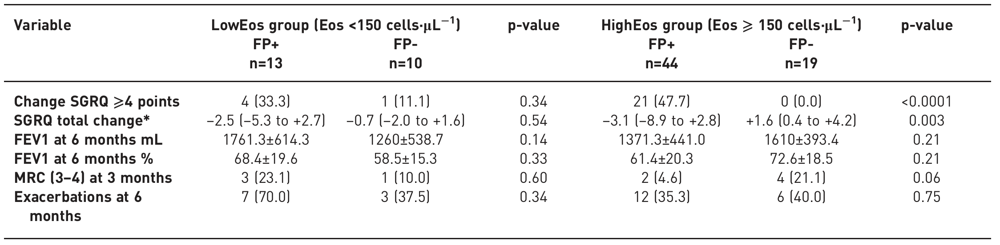 Variable LowEos group (Eos <150 cells·μL⁻¹) p-value HighEos group (Eos ⩾ 150 cells·μL⁻¹) p-value
FP+ FP- FP+ FP-
n=13 n=10 n=44 n=19
Change SGRQ ⩾4 points 4 (33.3) 1 (11.1) 0.34 21 (47.7) 0 (0.0) <0.0001
SGRQ total change* –2.5 (–5.3 to +2.7) –0.7 (–2.0 to +1.6) 0.54 –3.1 (–8.9 to +2.8) +1.6 (0.4 to +4.2) 0.003
FEV1 at 6 months mL 1761.3±614.3 1260±538.7 0.14 1371.3±441.0 1610±393.4 0.21
FEV1 at 6 months % 68.4±19.6 58.5±15.3 0.33 61.4±20.3 72.6±18.5 0.21
MRC (3–4) at 3 months 3 (23.1) 1 (10.0) 0.60 2 (4.6) 4 (21.1) 0.06
Exacerbations at 6 7 (70.0) 3 (37.5) 0.34 12 (35.3) 6 (40.0) 0.75
months